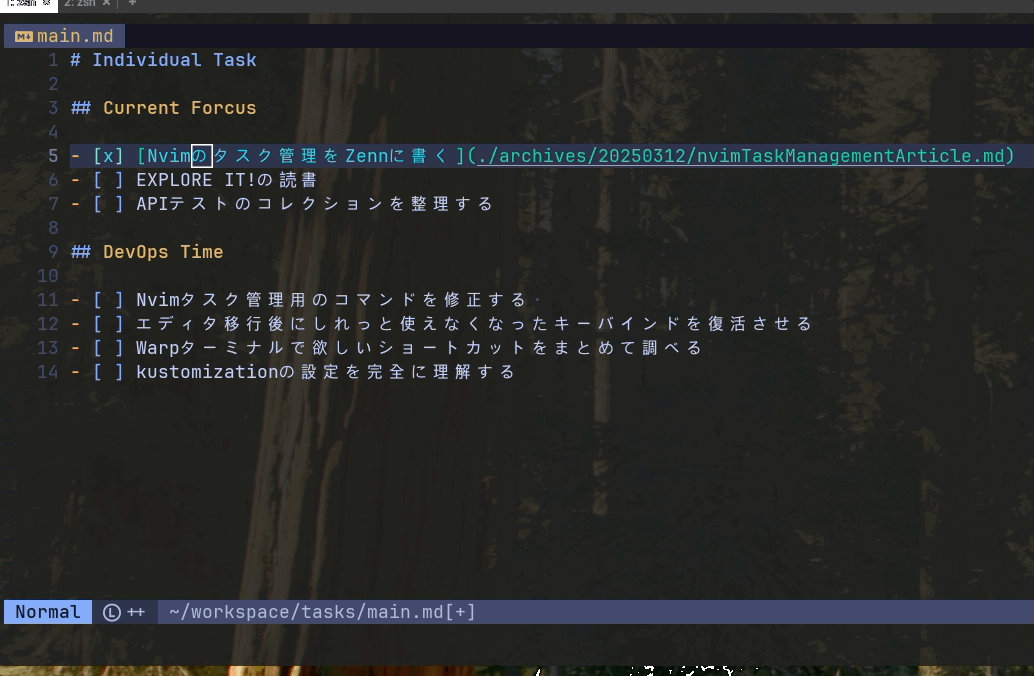 2: zsh × | +
main.md
1 # Individual Task
2
3 ## Current Forcus
4
5 - [x] [Nvimのタスク管理をZennに書く](./archives/20250312/nvimTaskManagementArticle.md)
6 - [ ] EXPLORE IT!の読書
7 - [ ] APIテストのコレクションを整理する
8
9 ## DevOps Time
10
11 - [ ] Nvimタスク管理用のコマンドを修正する
12 - [ ] エディタ移行後にしれっと使えなくなったキーバインドを復活させる
13 - [ ] Warpターミナルで欲しいショートカットをまとめて調べる
14 - [ ] kustomizationの設定を完全に理解する
Normal Ⓛ ++ ~/workspace/tasks/main.md[+]